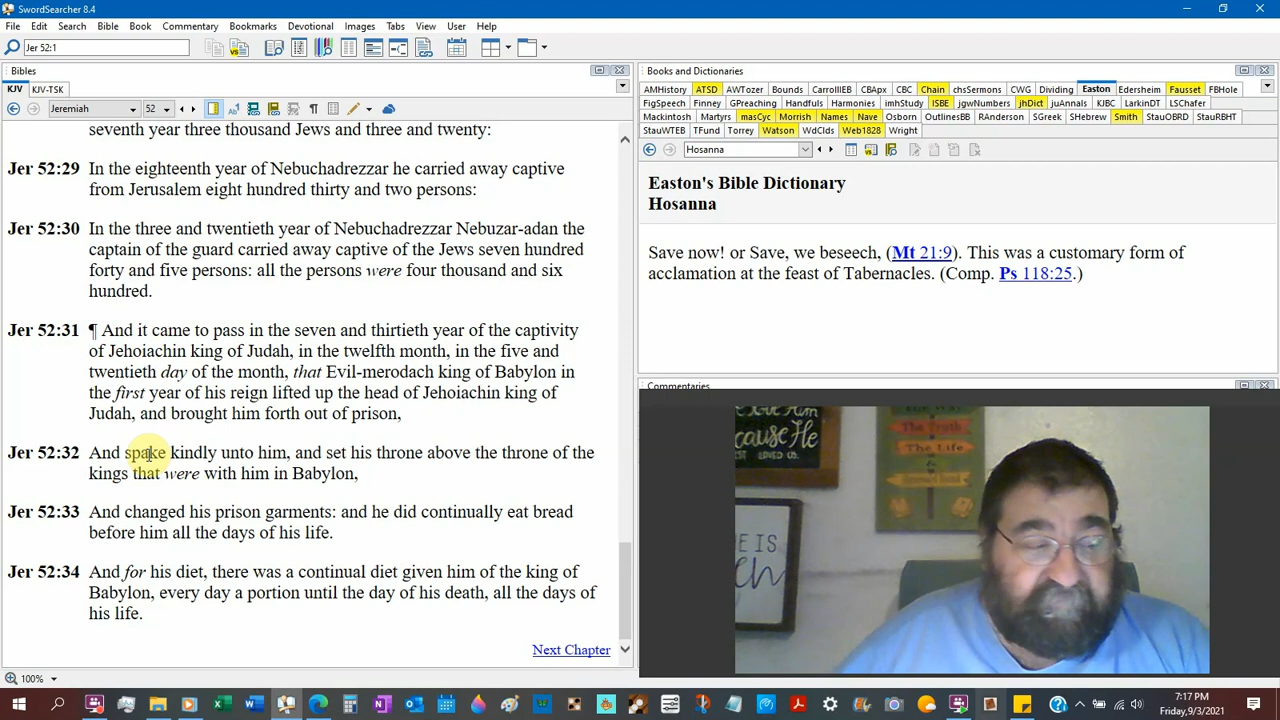 SwordSearcher 8.4
File Edit Search Bible Book Commentary Bookmarks Devotional Images Tabs View User Help
Jer 52:1
Bibles
KJV KJV-TSK
Jeremiah 52
seventh year three thousand Jews and three and twenty:
Jer 52:29 In the eighteenth year of Nebuchadrezzar he carried away captive
from Jerusalem eight hundred thirty and two persons:
Jer 52:30 In the three and twentieth year of Nebuchadrezzar Nebuzar-adan the
captain of the guard carried away captive of the Jews seven hundred
forty and five persons: all the persons were four thousand and six
hundred.
Jer 52:31 ¶ And it came to pass in the seven and thirtieth year of the captivity
of Jehoiachin king of Judah, in the twelfth month, in the five and
twentieth day of the month, that Evil-merodach king of Babylon in
the first year of his reign lifted up the head of Jehoiachin king of
Judah, and brought him forth out of prison,
Jer 52:32 And spake kindly unto him, and set his throne above the throne of the
kings that were with him in Babylon,
Jer 52:33 And changed his prison garments: and he did continually eat bread
before him all the days of his life.
Jer 52:34 And for his diet, there was a continual diet given him of the king of
Babylon, every day a portion until the day of his death, all the days of
his life.
Next Chapter
100%
Books and Dictionaries
AMHistory ATSD AWTozer Bounds CarrollIEB CBApx CBC Chain chsSermons CWG Dividing Easton Edersheim Fausset FBHole
FigSpeech Finney GPreaching Handfuls Harmonies imhStudy ISBE jgwNumbers jhDict juAnnals KJBC LarkinDT LSChafer
Mackintosh Martyrs masCyc Morrish Names Nave Osborn OutlinesBB RAnderson SGreek SHebrew Smith StauOBRD StauRBHT
StauWTEB TFund Torrey Watson WdClds Web1828 Wright
Hosanna
Easton's Bible Dictionary
Hosanna
Save now! or Save, we beseech, (Mt 21:9). This was a customary form of
acclamation at the feast of Tabernacles. (Comp. Ps 118:25.)
Commentaries
cause He
The Truth
The Life
7:17 PM
Friday,9/3/2021